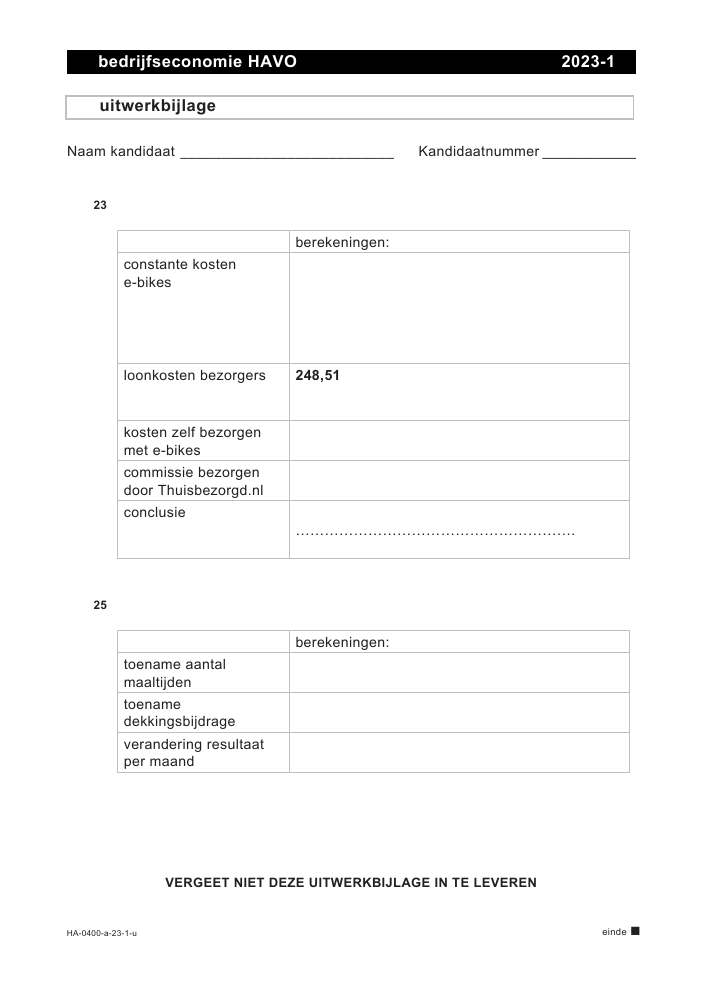 bedrijfseconomie HAVO 2023-1
uitwerkbijlage
Naam kandidaat __________________________ Kandidaatnummer ___________
23
berekeningen:
constante kosten
e-bikes
loonkosten bezorgers 248,51
kosten zelf bezorgen
met e-bikes
commissie bezorgen
door Thuisbezorgd.nl
conclusie
…………………………………………………
25
berekeningen:
toename aantal
maaltijden
toename
dekkingsbijdrage
verandering resultaat
per maand
VERGEET NIET DEZE UITWERKBIJLAGE IN TE LEVEREN
HA-0400-a-23-1-u einde ■